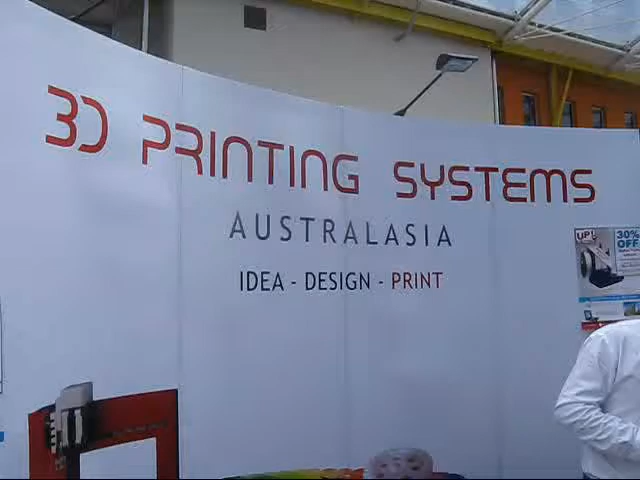 3D PRINTING SYSTEMS
AUSTRALASIA
IDEA - DESIGN - PRINT
UP!
30%
OFF